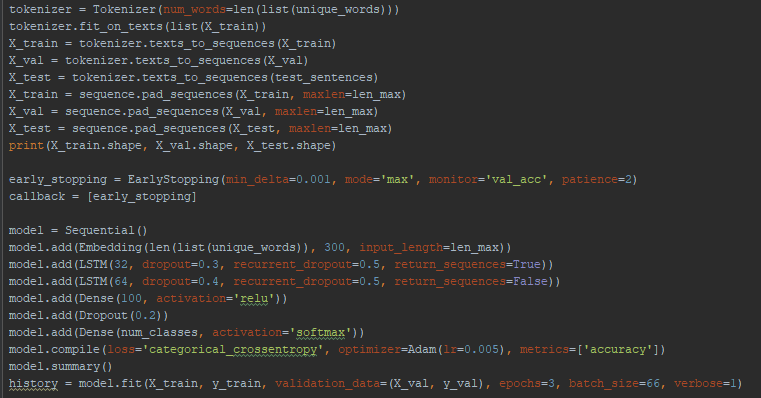 tokenizer = Tokenizer(num_words=len(list(unique_words)))
tokenizer.fit_on_texts(list(X_train))
X_train = tokenizer.texts_to_sequences(X_train)
X_val = tokenizer.texts_to_sequences(X_val)
X_test = tokenizer.texts_to_sequences(test_sentences)
X_train = sequence.pad_sequences(X_train, maxlen=len_max)
X_val = sequence.pad_sequences(X_val, maxlen=len_max)
X_test = sequence.pad_sequences(X_test, maxlen=len_max)
print(X_train.shape, X_val.shape, X_test.shape)

early_stopping = EarlyStopping(min_delta=0.001, mode='max', monitor='val_acc', patience=2)
callback = [early_stopping]

model = Sequential()
model.add(Embedding(len(list(unique_words)), 300, input_length=len_max))
model.add(LSTM(32, dropout=0.3, recurrent_dropout=0.5, return_sequences=True))
model.add(LSTM(64, dropout=0.4, recurrent_dropout=0.5, return_sequences=False))
model.add(Dense(100, activation='relu'))
model.add(Dropout(0.2))
model.add(Dense(num_classes, activation='softmax'))
model.compile(loss='categorical_crossentropy', optimizer=Adam(lr=0.005), metrics=['accuracy'])
model.summary()
history = model.fit(X_train, y_train, validation_data=(X_val, y_val), epochs=3, batch_size=66, verbose=1)